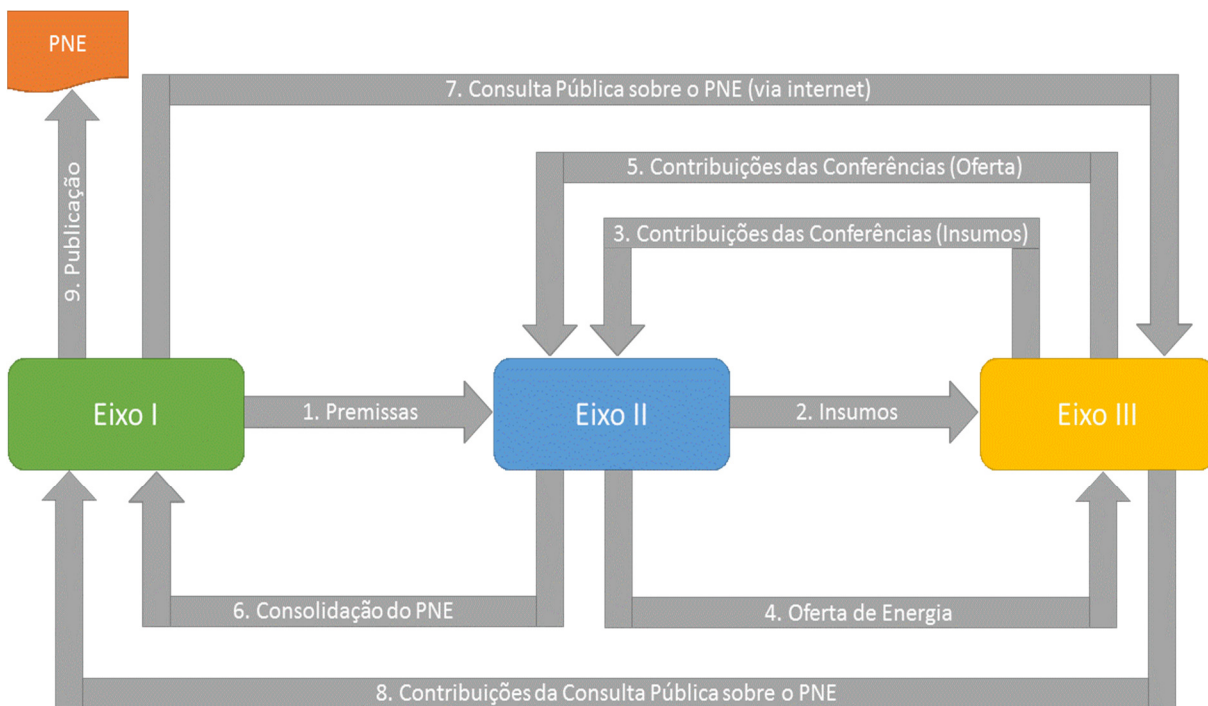 PNE
7. Consulta Pública sobre o PNE (via internet)
5. Contribuições das Conferências (Oferta)
3. Contribuições das Conferências (Insumos)
9. Publicação
Eixo I
1. Premissas
Eixo II
2. Insumos
Eixo III
6. Consolidação do PNE
4. Oferta de Energia
8. Contribuições da Consulta Pública sobre o PNE